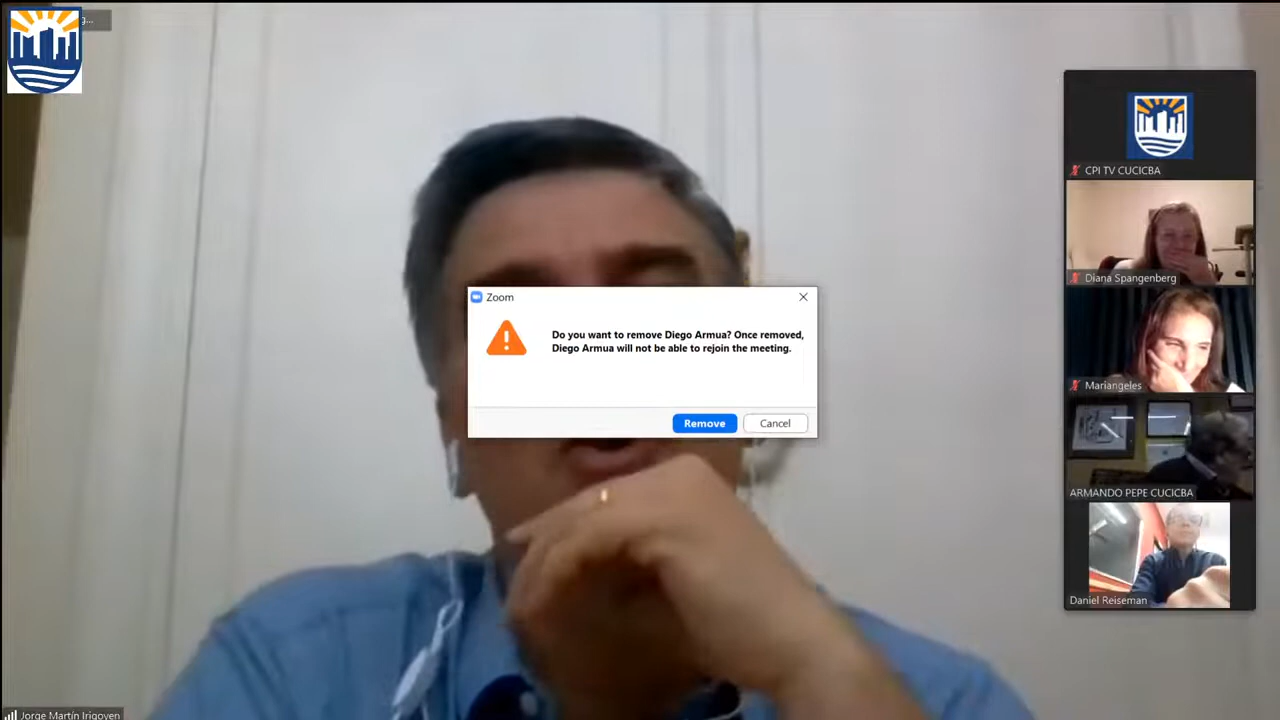 g...
Zoom
Do you want to remove Diego Armua? Once removed,
Diego Armua will not be able to rejoin the meeting.
Remove
Cancel
CPI TV CUCICBA
Diana Spangenberg
Mariangeles
ARMANDO PEPE CUCICBA
Daniel Reiseman
Jorge Martín Irigoyen